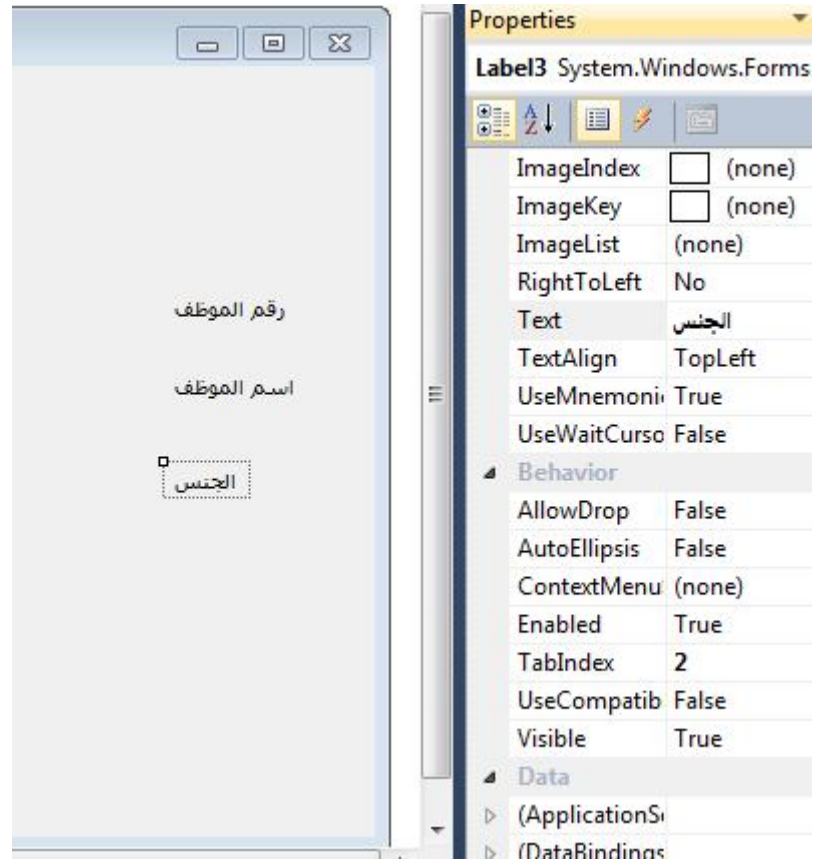 رقم الموظف
اسم الموظف
الجنس
Properties
Label3 System.Windows.Forms
ImageIndex (none)
ImageKey (none)
ImageList (none)
RightToLeft No
Text الجنس
TextAlign TopLeft
UseMnemoni True
UseWaitCurso False
Behavior
AllowDrop False
AutoEllipsis False
ContextMenu (none)
Enabled True
TabIndex 2
UseCompatib False
Visible True
Data
(ApplicationS
(DataBindings